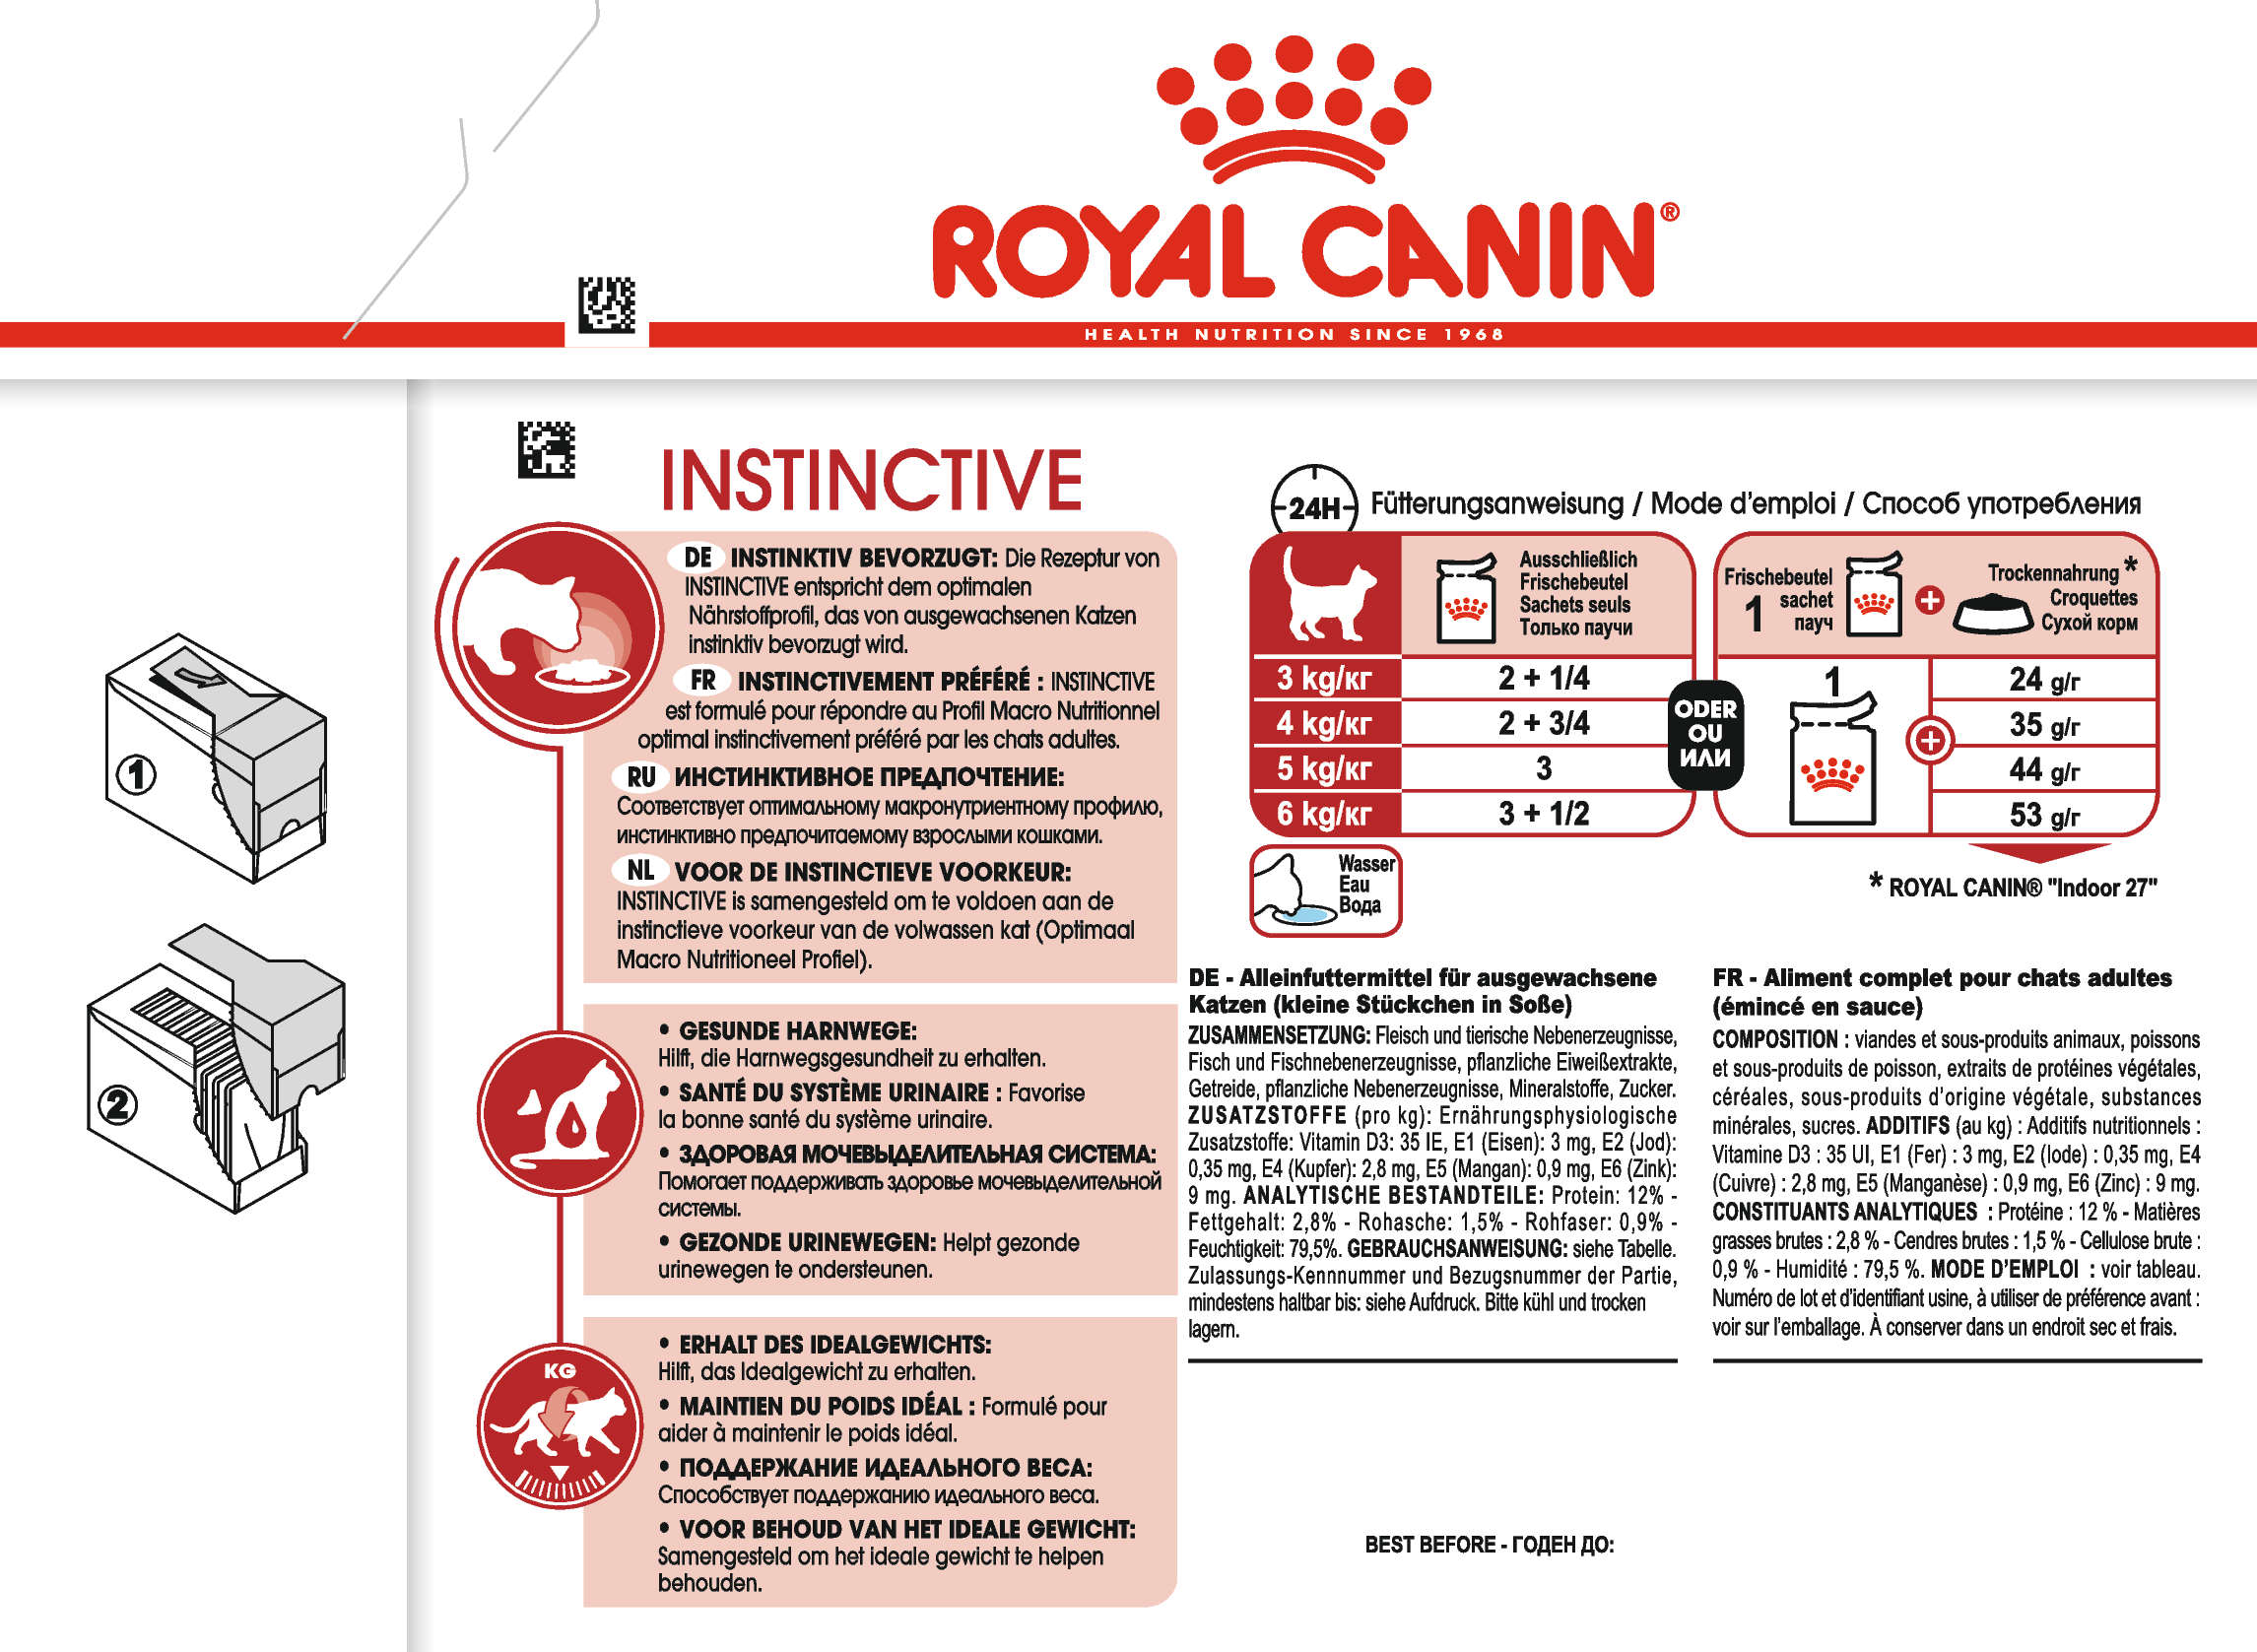 ROYAL CANIN®
HEALTH NUTRITION SINCE 1968
INSTINCTIVE
DE INSTINKTIV BEVORZUGT: Die Rezeptur von
INSTINCTIVE entspricht dem optimalen
Nährstoffprofil, das von ausgewachsenen Katzen
instinktiv bevorzugt wird.
FR INSTINCTIVEMENT PRÉFÉRÉ : INSTINCTIVE
est formulé pour répondre au Profil Macro Nutritionnel
optimal instinctivement préféré par les chats adultes.
RU ИНСТИНКТИВНОЕ ПРЕДПОЧТЕНИЕ:
Соответствует оптимальному макронутриентному профилю,
инстинктивно предпочитаемому взрослыми кошками.
NL VOOR DE INSTINCTIEVE VOORKEUR:
INSTINCTIVE is samengesteld om te voldoen aan de
instinctieve voorkeur van de volwassen kat (Optimaal
Macro Nutritioneel Profiel).
• GESUNDE HARNWEGE:
Hilft, die Harnwegsgesundheit zu erhalten.
• SANTÉ DU SYSTÈME URINAIRE : Favorise
la bonne santé du système urinaire.
• ЗДОРОВАЯ МОЧЕВЫДЕЛИТЕЛЬНАЯ СИСТЕМА:
Помогает поддерживать здоровье мочевыделительной
системы.
• GEZONDE URINEWEGEN: Helpt gezonde
urinewegen te ondersteunen.
KG
• ERHALT DES IDEALGEWICHTS:
Hilft, das Idealgewicht zu erhalten.
• MAINTIEN DU POIDS IDÉAL : Formulé pour
aider à maintenir le poids idéal.
• ПОДДЕРЖАНИЕ ИДЕАЛЬНОГО ВЕСА:
Способствует поддержанию идеального веса.
• VOOR BEHOUD VAN HET IDEALE GEWICHT:
Samengesteld om het ideale gewicht te helpen
behouden.
1
2
24H Fütterungsanweisung / Mode d'emploi / Способ употребления
Ausschließlich
Frischebeutel
Sachets seuls
Только паучи
Frischebeutel
1 sachet
пауч
+
Trockennahrung *
Croquettes
Сухой корм
3 kg/кг 2 + 1/4
4 kg/кг 2 + 3/4
5 kg/кг 3
6 kg/кг 3 + 1/2
ODER
OU
ИЛИ
1
+
24 g/г
35 g/г
44 g/г
53 g/г
Wasser
Eau
Вода
* ROYAL CANIN® "Indoor 27"
DE - Alleinfuttermittel für ausgewachsene
Katzen (kleine Stückchen in Soße)
ZUSAMMENSETZUNG: Fleisch und tierische Nebenerzeugnisse,
Fisch und Fischnebenerzeugnisse, pflanzliche Eiweißextrakte,
Getreide, pflanzliche Nebenerzeugnisse, Mineralstoffe, Zucker.
ZUSATZSTOFFE (pro kg): Ernährungsphysiologische
Zusatzstoffe: Vitamin D3: 35 IE, E1 (Eisen): 3 mg, E2 (Jod):
0,35 mg, E4 (Kupfer): 2,8 mg, E5 (Mangan): 0,9 mg, E6 (Zink):
9 mg. ANALYTISCHE BESTANDTEILE: Protein: 12% -
Fettgehalt: 2,8% - Rohasche: 1,5% - Rohfaser: 0,9% -
Feuchtigkeit: 79,5%. GEBRAUCHSANWEISUNG: siehe Tabelle.
Zulassungs-Kennnummer und Bezugsnummer der Partie,
mindestens haltbar bis: siehe Aufdruck. Bitte kühl und trocken
lagern.
FR - Aliment complet pour chats adultes
(émincé en sauce)
COMPOSITION : viandes et sous-produits animaux, poissons
et sous-produits de poisson, extraits de protéines végétales,
céréales, sous-produits d'origine végétale, substances
minérales, sucres. ADDITIFS (au kg) : Additifs nutritionnels :
Vitamine D3 : 35 UI, E1 (Fer) : 3 mg, E2 (Iode) : 0,35 mg, E4
(Cuivre) : 2,8 mg, E5 (Manganèse) : 0,9 mg, E6 (Zinc) : 9 mg.
CONSTITUANTS ANALYTIQUES : Protéine : 12 % - Matières
grasses brutes : 2,8 % - Cendres brutes : 1,5 % - Cellulose brute :
0,9 % - Humidité : 79,5 %. MODE D'EMPLOI : voir tableau.
Numéro de lot et d'identifiant usine, à utiliser de préférence avant :
voir sur l'emballage. À conserver dans un endroit sec et frais.
BEST BEFORE - ГОДЕН ДО: